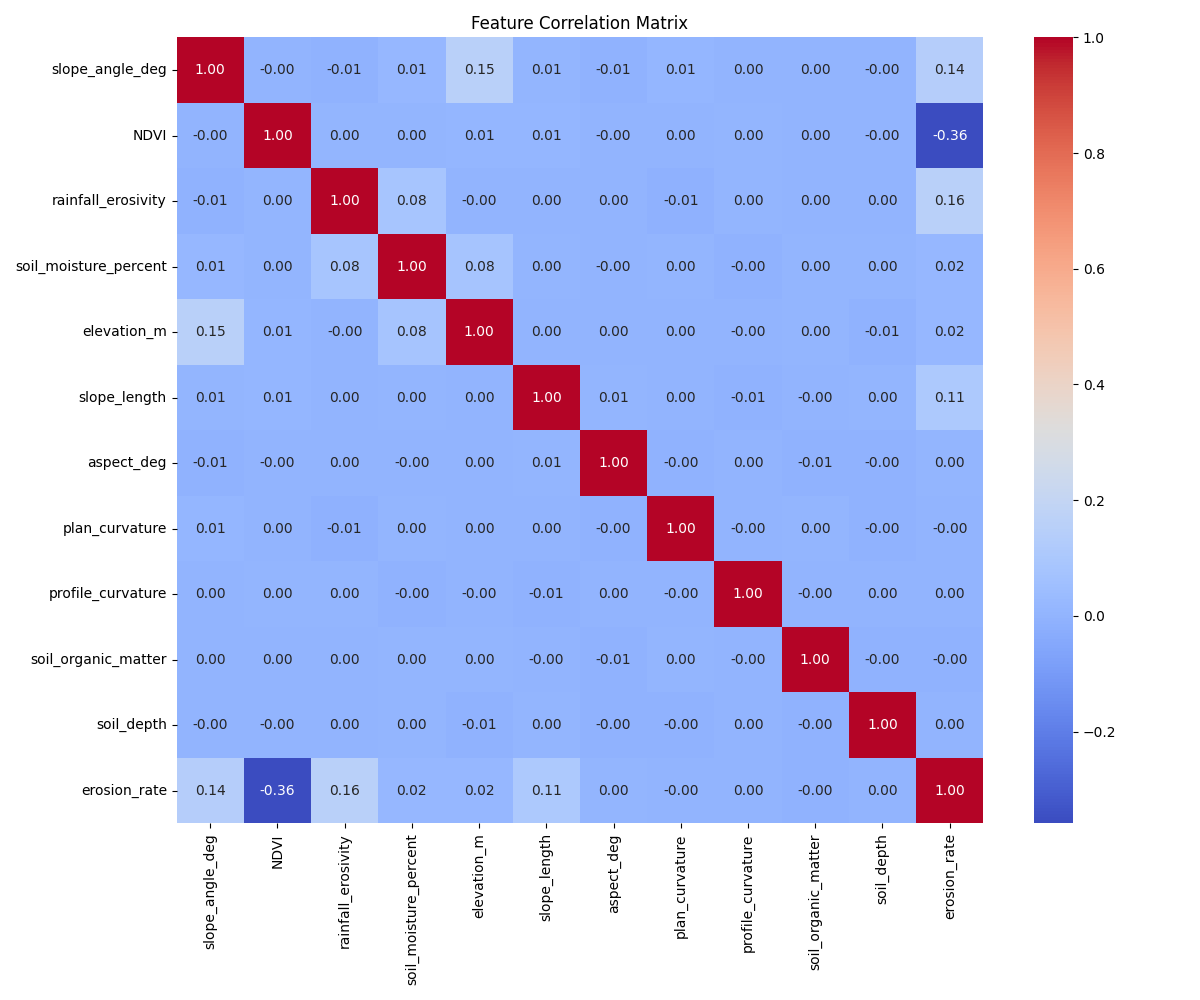 Feature Correlation Matrix
slope_angle_deg 1.00 -0.00 -0.01 0.01 0.15 0.01 -0.01 0.01 0.00 0.00 -0.00 0.14
NDVI -0.00 1.00 0.00 0.00 0.01 0.01 -0.00 0.00 0.00 0.00 -0.00 -0.36
rainfall_erosivity -0.01 0.00 1.00 0.08 -0.00 0.00 0.00 -0.01 0.00 0.00 0.00 0.16
soil_moisture_percent 0.01 0.00 0.08 1.00 0.08 0.00 -0.00 0.00 -0.00 0.00 0.00 0.02
elevation_m 0.15 0.01 -0.00 0.08 1.00 0.00 0.00 0.00 -0.00 0.00 -0.01 0.02
slope_length 0.01 0.01 0.00 0.00 0.00 1.00 0.01 0.00 -0.01 -0.00 0.00 0.11
aspect_deg -0.01 -0.00 0.00 -0.00 0.00 0.01 1.00 -0.00 0.00 -0.01 -0.00 0.00
plan_curvature 0.01 0.00 -0.01 0.00 0.00 0.00 -0.00 1.00 -0.00 0.00 -0.00 -0.00
profile_curvature 0.00 0.00 0.00 -0.00 -0.00 -0.01 0.00 -0.00 1.00 -0.00 0.00 0.00
soil_organic_matter 0.00 0.00 0.00 0.00 0.00 -0.00 -0.01 0.00 -0.00 1.00 -0.00 -0.00
soil_depth -0.00 -0.00 0.00 0.00 -0.01 0.00 -0.00 -0.00 0.00 -0.00 1.00 0.00
erosion_rate 0.14 -0.36 0.16 0.02 0.02 0.11 0.00 -0.00 0.00 -0.00 0.00 1.00
slope_angle_deg
NDVI
rainfall_erosivity
soil_moisture_percent
elevation_m
slope_length
aspect_deg
plan_curvature
profile_curvature
soil_organic_matter
soil_depth
erosion_rate
1.0
0.8
0.6
0.4
0.2
0.0
−0.2